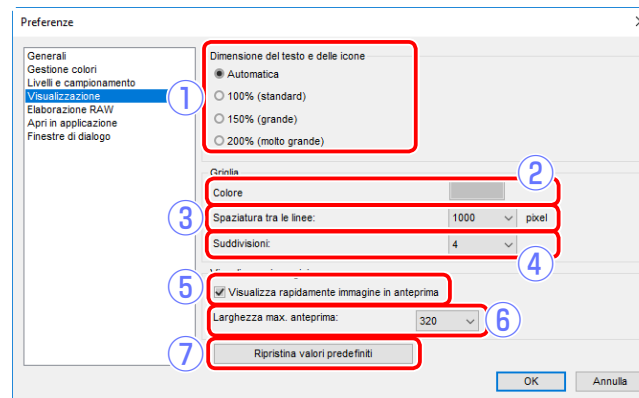 Preferenze
Generali
Gestione colori
Livelli e campionamento
Visualizzazione
Elaborazione RAW
Apri in applicazione
Finestre di dialogo
1
Dimensione del testo e delle icone
Automatica
100% (standard)
150% (grande)
200% (molto grande)
Griglia
2
Colore
3
Spaziatura tra le linee: 1000 pixel
Suddivisioni: 4
4
5
Visualizza rapidamente immagine in anteprima
Larghezza max. anteprima: 320
6
7
Ripristina valori predefiniti
OK Annulla